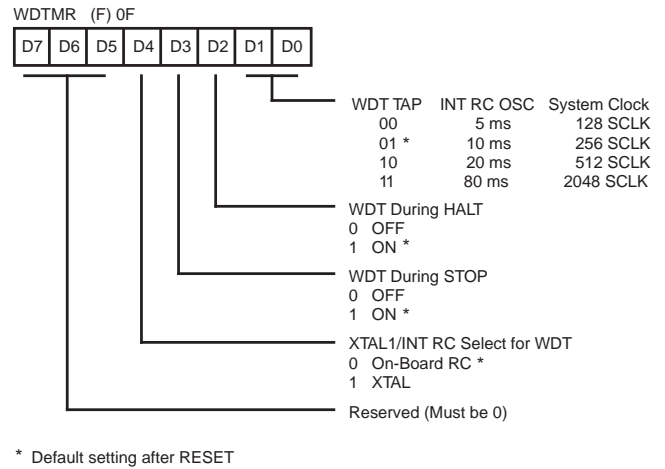 WDTMR (F) 0F
D7 D6 D5 D4 D3 D2 D1 D0
WDT TAP INT RC OSC System Clock
00 5 ms 128 SCLK
01 * 10 ms 256 SCLK
10 20 ms 512 SCLK
11 80 ms 2048 SCLK
WDT During HALT
0 OFF
1 ON *
WDT During STOP
0 OFF
1 ON *
XTAL1/INT RC Select for WDT
0 On-Board RC *
1 XTAL
Reserved (Must be 0)
* Default setting after RESET